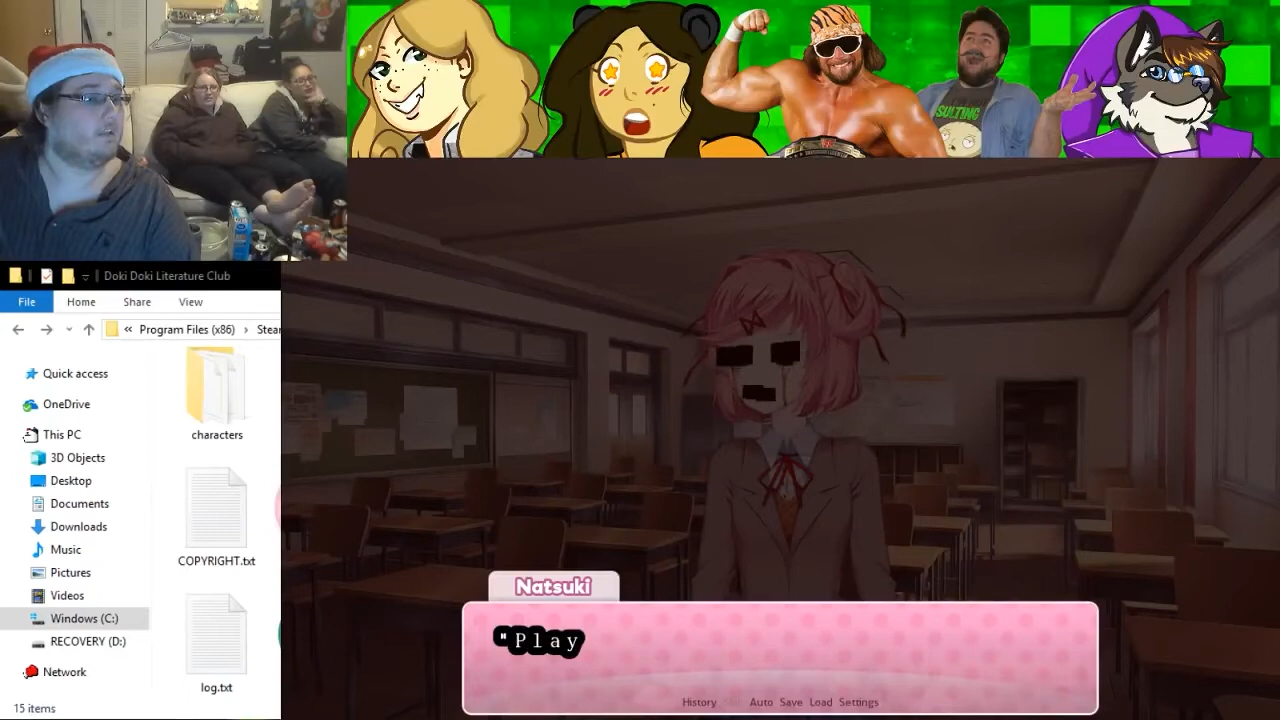 SULTING
Doki Doki Literature Club
File Home Share View
« Program Files (x86) › Steam
Quick access
OneDrive
This PC
3D Objects
Desktop
Documents
Downloads
Music
Pictures
Videos
Windows (C:)
RECOVERY (D:)
Network
characters
COPYRIGHT.txt
log.txt
15 items
Natsuki
"Play
History Auto Save Load Settings